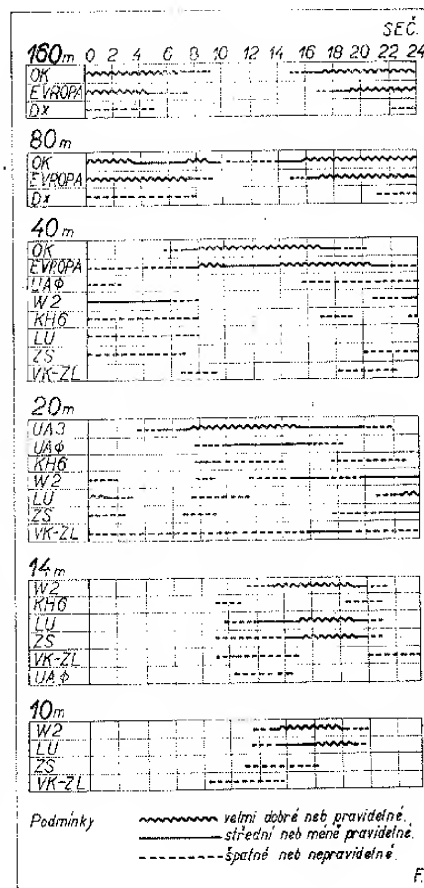 SEČ
160m 0 2 4 6 8 10 12 14 16 18 20 22 24
OK
EVROPA
DX
80m
OK
EVROPA
DX
40m
OK
EVROPA
UAϕ
W2
KH6
LU
ZS
VK-ZL
20m
UA3
UAϕ
KH6
W2
LU
ZS
VK-ZL
14m
W2
KH6
LU
ZS
VK-ZL
UAϕ
10m
W2
LU
ZS
VK-ZL
Podmínky velmi dobré neb pravidelné.
střední neb méně pravidelné.
špatné neb nepravidelné.
F.